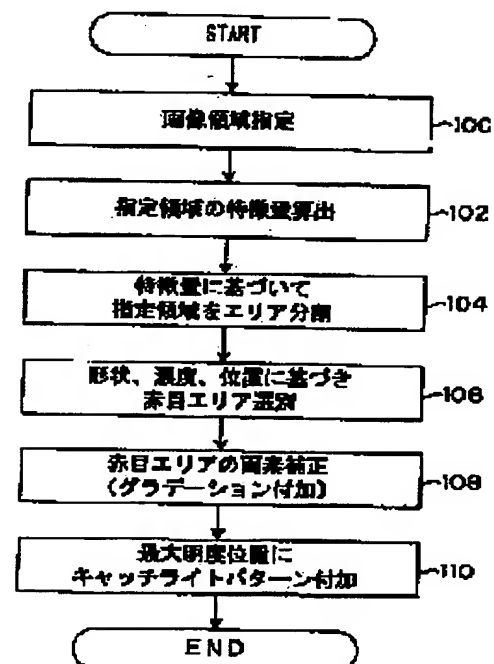 START
画像領域指定
100
指定領域の特徴量算出
102
特徴量に基づいて
指定領域をエリア分割
104
形状、濃度、位置に基づき
赤目エリア選別
106
赤目エリアの画素補正
(グラデーション付加)
108
最大明度位置に
キャッチライトパターン付加
110
END